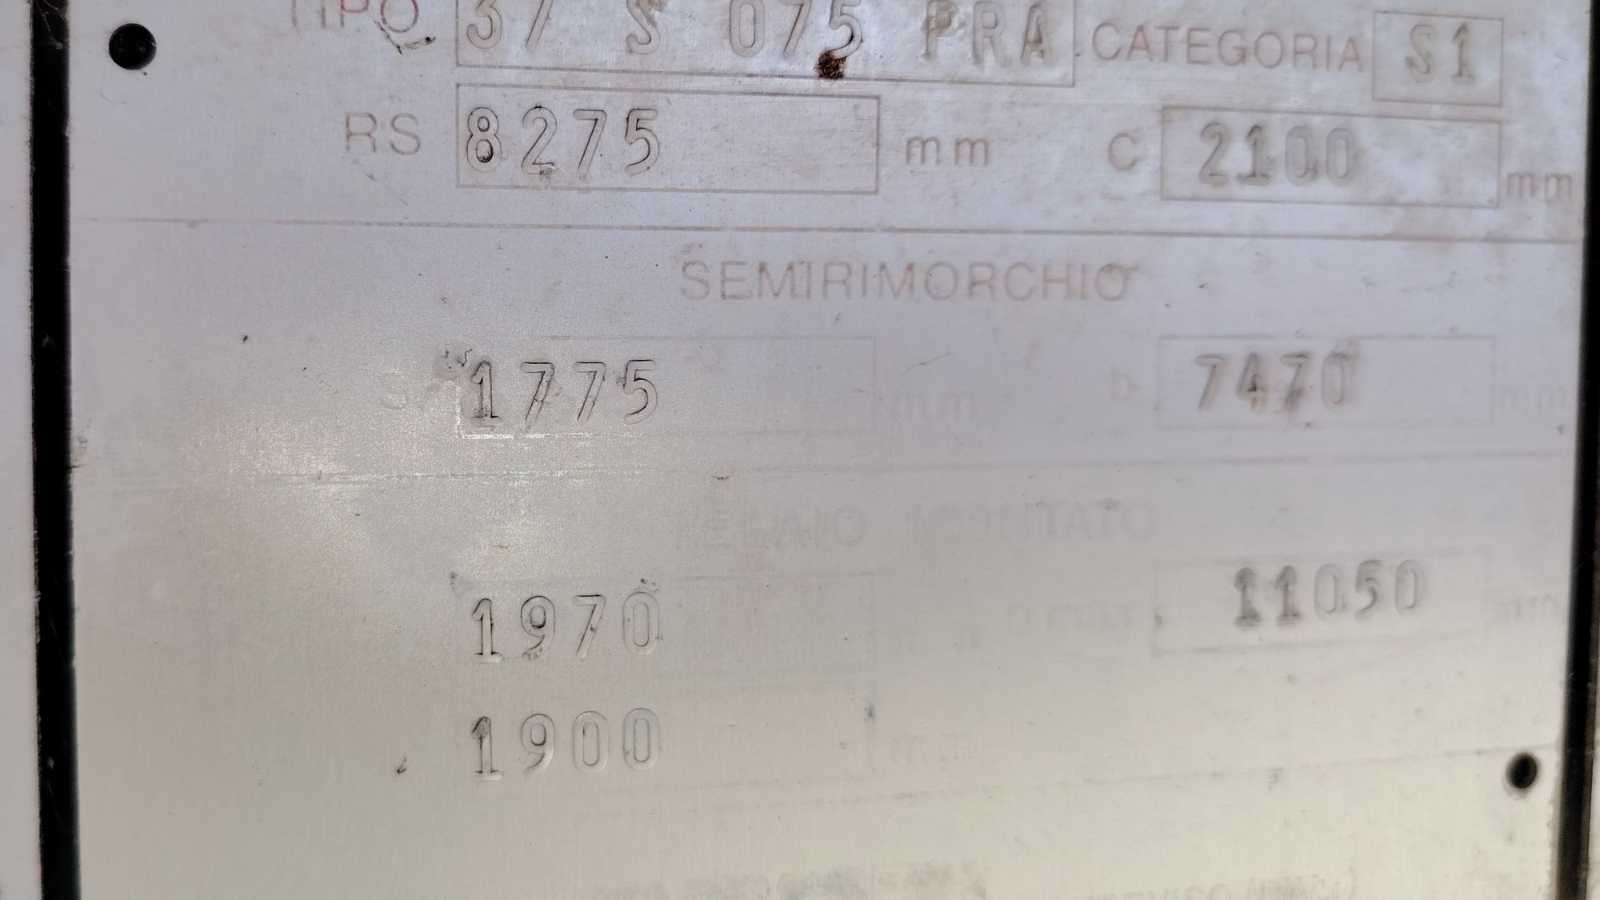 TIPO 37 S 075 PRA CATEGORIA S1
RS 8275 mm C 2100 mm
SEMIRIMORCHIO
1775 mm b 7470 mm
TELAIO MONTATO
1970 11050 mm
1900 mm